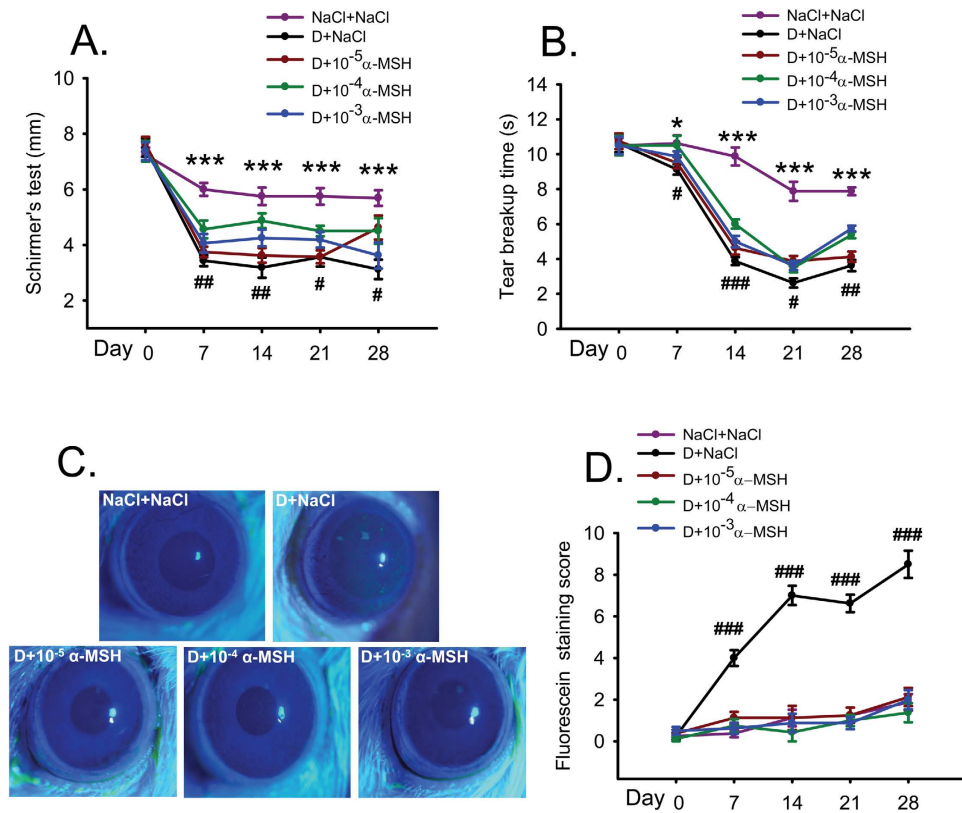 A.
NaCl+NaCl
D+NaCl
D+10⁻⁵α-MSH
D+10⁻⁴α-MSH
D+10⁻³α-MSH
Schirmer's test (mm)
10
8
6
4
2
*** *** *** ***
## ## # #
Day 0 7 14 21 28
B.
NaCl+NaCl
D+NaCl
D+10⁻⁵α-MSH
D+10⁻⁴α-MSH
D+10⁻³α-MSH
Tear breakup time (s)
14
12
10
8
6
4
2
0
* *** *** ***
# ### # ##
Day 0 7 14 21 28
C.
NaCl+NaCl
D+NaCl
D+10⁻⁵ α-MSH
D+10⁻⁴ α-MSH
D+10⁻³ α-MSH
D.
NaCl+NaCl
D+NaCl
D+10⁻⁵α−MSH
D+10⁻⁴α−MSH
D+10⁻³α−MSH
Fluorescein staining score
10
8
6
4
2
0
### ### ### ###
Day 0 7 14 21 28